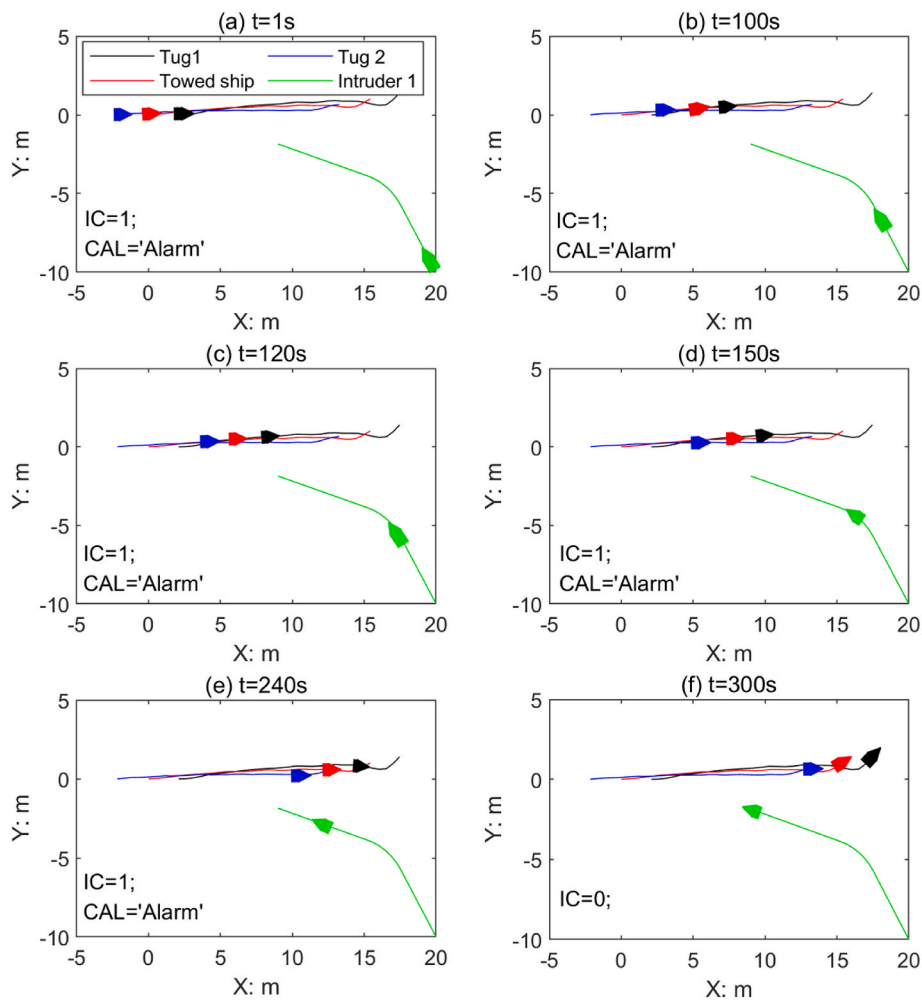 (a) t=1s
(b) t=100s
5
0
-5
-10
Y: m
Tug1
Tug 2
Towed ship
Intruder 1
IC=1;
CAL='Alarm'
-5 0 5 10 15 20
X: m
5
0
-5
-10
Y: m
IC=1;
CAL='Alarm'
-5 0 5 10 15 20
X: m
(c) t=120s
(d) t=150s
5
0
-5
-10
Y: m
IC=1;
CAL='Alarm'
-5 0 5 10 15 20
X: m
5
0
-5
-10
Y: m
IC=1;
CAL='Alarm'
-5 0 5 10 15 20
X: m
(e) t=240s
(f) t=300s
5
0
-5
-10
Y: m
IC=1;
CAL='Alarm'
-5 0 5 10 15 20
X: m
5
0
-5
-10
Y: m
IC=0;
-5 0 5 10 15 20
X: m